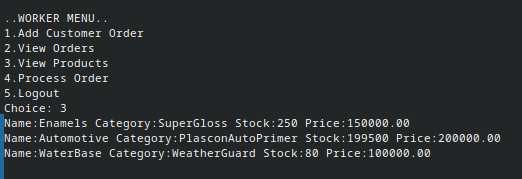 ..WORKER MENU..
1.Add Customer Order
2.View Orders
3.View Products
4.Process Order
5.Logout
Choice: 3
Name:Enamels Category:SuperGloss Stock:250 Price:150000.00
Name:Automotive Category:PlasconAutoPrimer Stock:199500 Price:200000.00
Name:WaterBase Category:WeatherGuard Stock:80 Price:100000.00